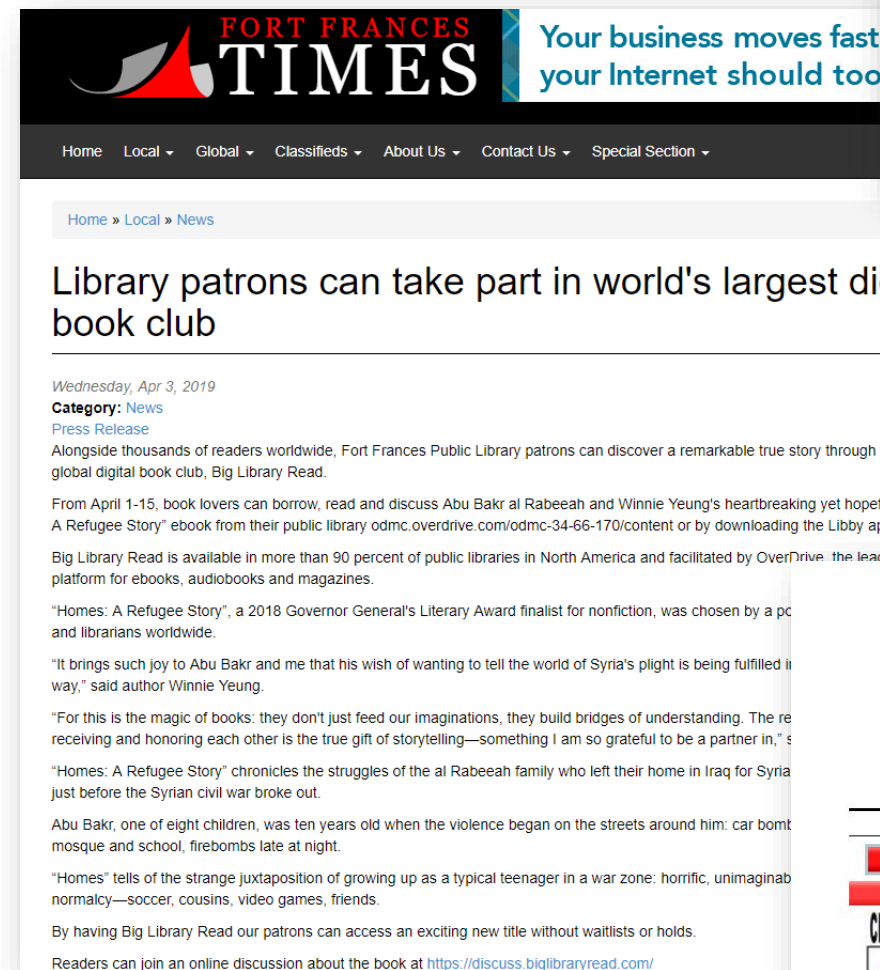 FORT FRANCES
TIMES
Your business moves fast
your Internet should too
Home Local Global Classifieds About Us Contact Us Special Section
Home » Local » News
Library patrons can take part in world's largest
book club
Wednesday, Apr 3, 2019
Category: News
Press Release
Alongside thousands of readers worldwide, Fort Frances Public Library patrons can discover a remarkable true story through
global digital book club, Big Library Read.
From April 1-15, book lovers can borrow, read and discuss Abu Bakr al Rabeeah and Winnie Yeung's heartbreaking yet
A Refugee Story” ebook from their public library odmc.overdrive.com/odmc-34-66-170/content or by downloading the Libby
Big Library Read is available in more than 90 percent of public libraries in North America and facilitated by OverDrive, the
platform for ebooks, audiobooks and magazines.
“Homes: A Refugee Story”, a 2018 Governor General's Literary Award finalist for nonfiction, was chosen by a
and librarians worldwide.
“It brings such joy to Abu Bakr and me that his wish of wanting to tell the world of Syria's plight is being fulfilled
way,” said author Winnie Yeung.
“For this is the magic of books: they don't just feed our imaginations, they build bridges of understanding. The
receiving and honoring each other is the true gift of storytelling—something I am so grateful to be a partner in,”
“Homes: A Refugee Story” chronicles the struggles of the al Rabeeah family who left their home in Iraq for Syria
just before the Syrian civil war broke out.
Abu Bakr, one of eight children, was ten years old when the violence began on the streets around him: car
mosque and school, firebombs late at night.
“Homes” tells of the strange juxtaposition of growing up as a typical teenager in a war zone: horrific,
normalcy—soccer, cousins, video games, friends.
By having Big Library Read our patrons can access an exciting new title without waitlists or holds.
Readers can join an online discussion about the book at https://discuss.biglibraryread.com/